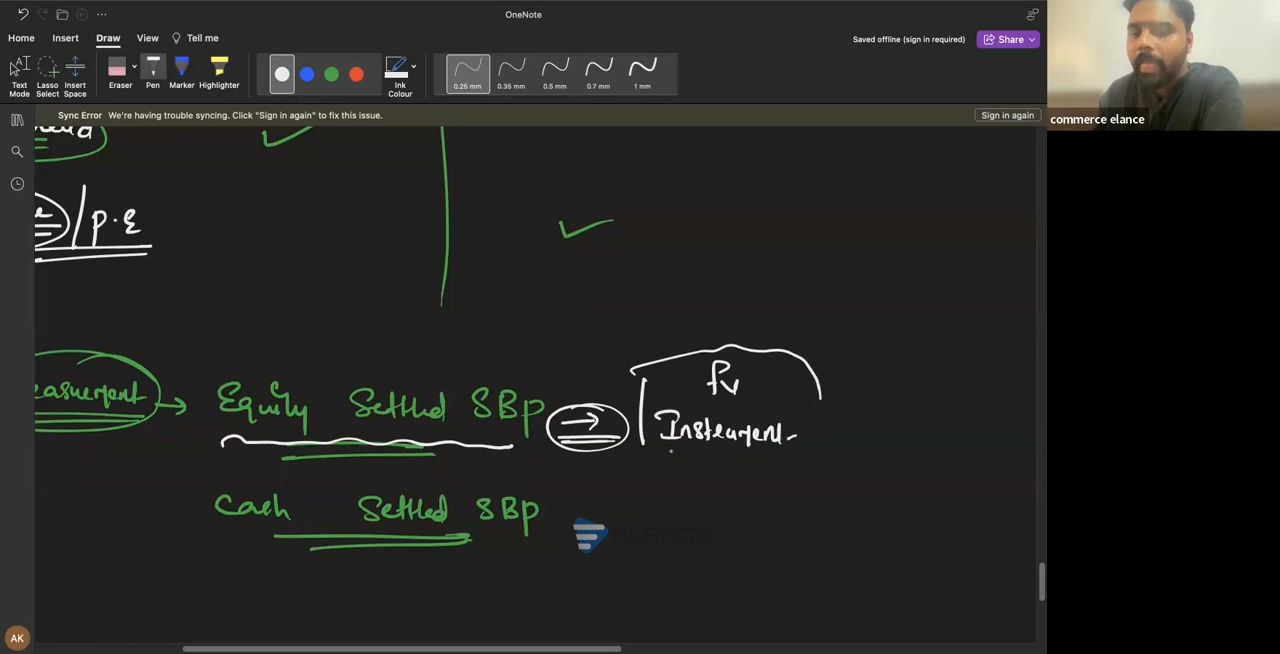 OneNote
Home Insert Draw View Tell me
Saved offline (sign in required)
Share
Text Mode
Lasso Select
Insert Space
Eraser
Pen
Marker
Highlighter
Ink Colour
0.25 mm
0.35 mm
0.5 mm
0.7 mm
1 mm
commerce elance
Sync Error We're having trouble syncing. Click "Sign in again" to fix this issue.
Sign in again
/P.E
easurement → Equity Settled SBP → fv
Instrument
Cash Settled SBP
ELANCE
AK